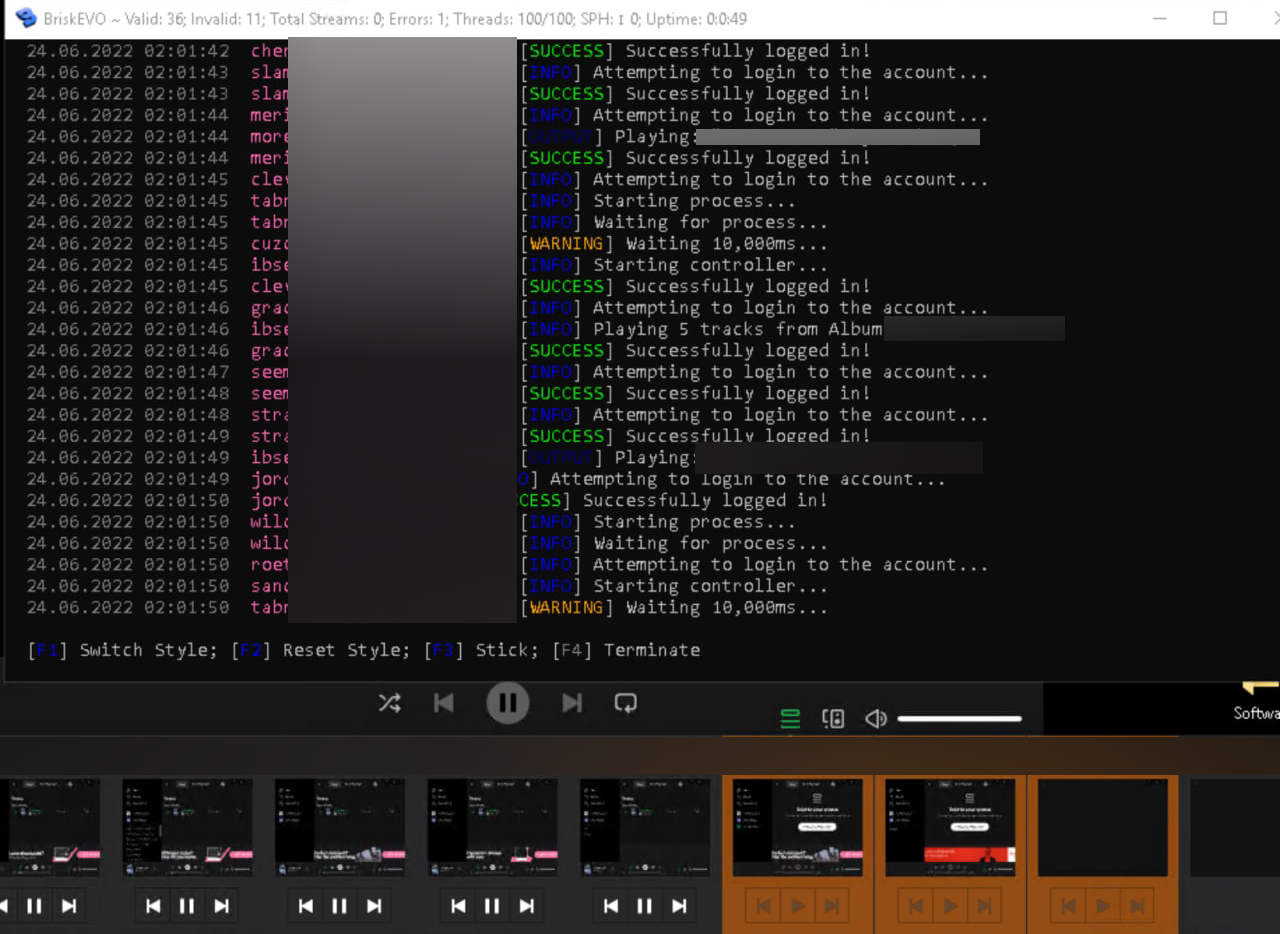 BriskEVO ~ Valid: 36; Invalid: 11; Total Streams: 0; Errors: 1; Threads: 100/100; SPH: ɪ 0; Uptime: 0:0:49
24.06.2022 02:01:42 cher [SUCCESS] Successfully logged in!
24.06.2022 02:01:43 slam [INFO] Attempting to login to the account...
24.06.2022 02:01:43 slam [SUCCESS] Successfully logged in!
24.06.2022 02:01:44 meri [INFO] Attempting to login to the account...
24.06.2022 02:01:44 more [OUTPUT] Playing:
24.06.2022 02:01:44 meri [SUCCESS] Successfully logged in!
24.06.2022 02:01:45 clev [INFO] Attempting to login to the account...
24.06.2022 02:01:45 tabr [INFO] Starting process...
24.06.2022 02:01:45 tabr [INFO] Waiting for process...
24.06.2022 02:01:45 cuzc [WARNING] Waiting 10,000ms...
24.06.2022 02:01:45 ibse [INFO] Starting controller...
24.06.2022 02:01:45 clev [SUCCESS] Successfully logged in!
24.06.2022 02:01:46 grac [INFO] Attempting to login to the account...
24.06.2022 02:01:46 ibse [INFO] Playing 5 tracks from Album
24.06.2022 02:01:46 grac [SUCCESS] Successfully logged in!
24.06.2022 02:01:47 seem [INFO] Attempting to login to the account...
24.06.2022 02:01:48 seem [SUCCESS] Successfully logged in!
24.06.2022 02:01:48 stra [INFO] Attempting to login to the account...
24.06.2022 02:01:49 stra [SUCCESS] Successfully logged in!
24.06.2022 02:01:49 ibse [OUTPUT] Playing:
24.06.2022 02:01:49 jorc O] Attempting to login to the account...
24.06.2022 02:01:50 jorc CESS] Successfully logged in!
24.06.2022 02:01:50 wilc [INFO] Starting process...
24.06.2022 02:01:50 wilc [INFO] Waiting for process...
24.06.2022 02:01:50 roet [INFO] Attempting to login to the account...
24.06.2022 02:01:50 sanc [INFO] Starting controller...
24.06.2022 02:01:50 tabr [WARNING] Waiting 10,000ms...
[F1] Switch Style; [F2] Reset Style; [F3] Stick; [F4] Terminate
Softwa